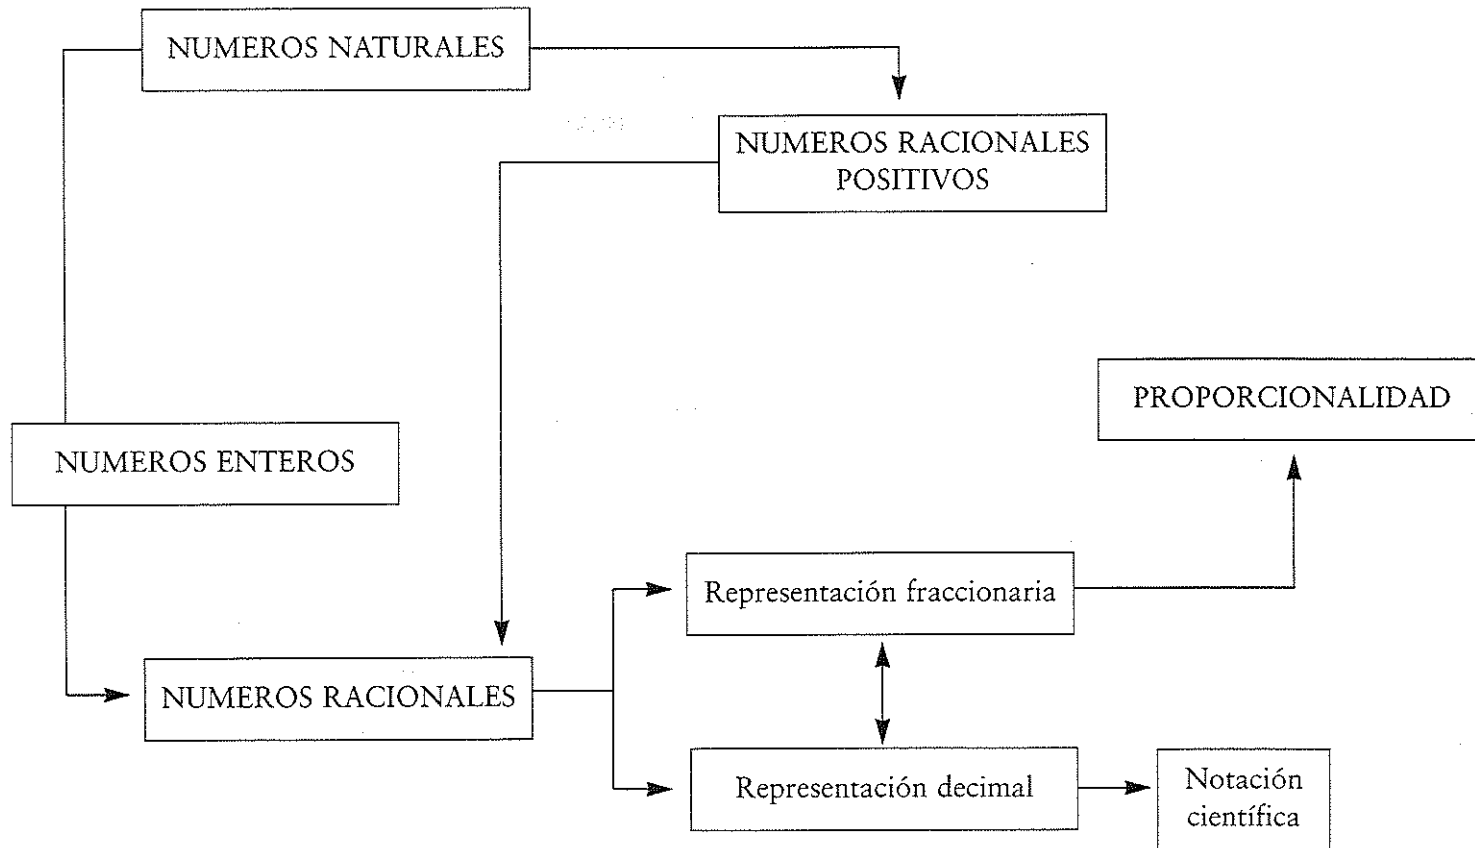 NUMEROS NATURALES
NUMEROS RACIONALES
POSITIVOS
PROPORCIONALIDAD
NUMEROS ENTEROS
Representación fraccionaria
NUMEROS RACIONALES
Representación decimal
Notación
científica